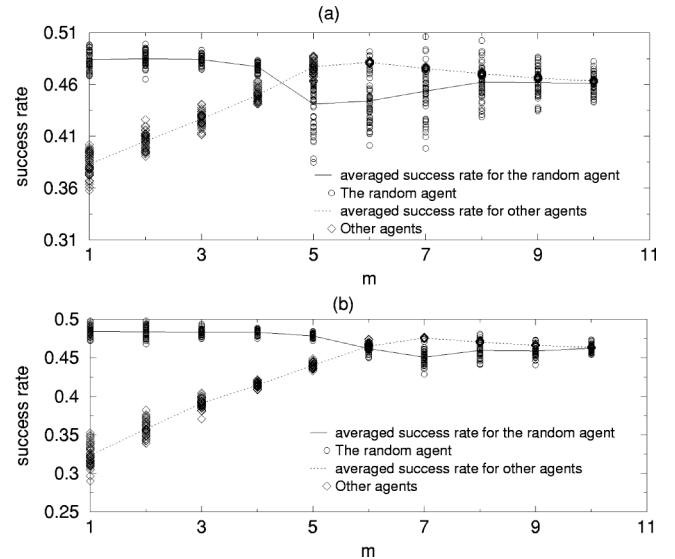 (a)
0.51
0.46
0.41
0.36
0.31
success rate
averaged success rate for the random agent
The random agent
averaged success rate for other agents
Other agents
1 3 5 7 9 11
m
(b)
0.5
0.45
0.4
0.35
0.3
0.25
success rate
averaged success rate for the random agent
The random agent
averaged success rate for other agents
Other agents
1 3 5 7 9 11
m